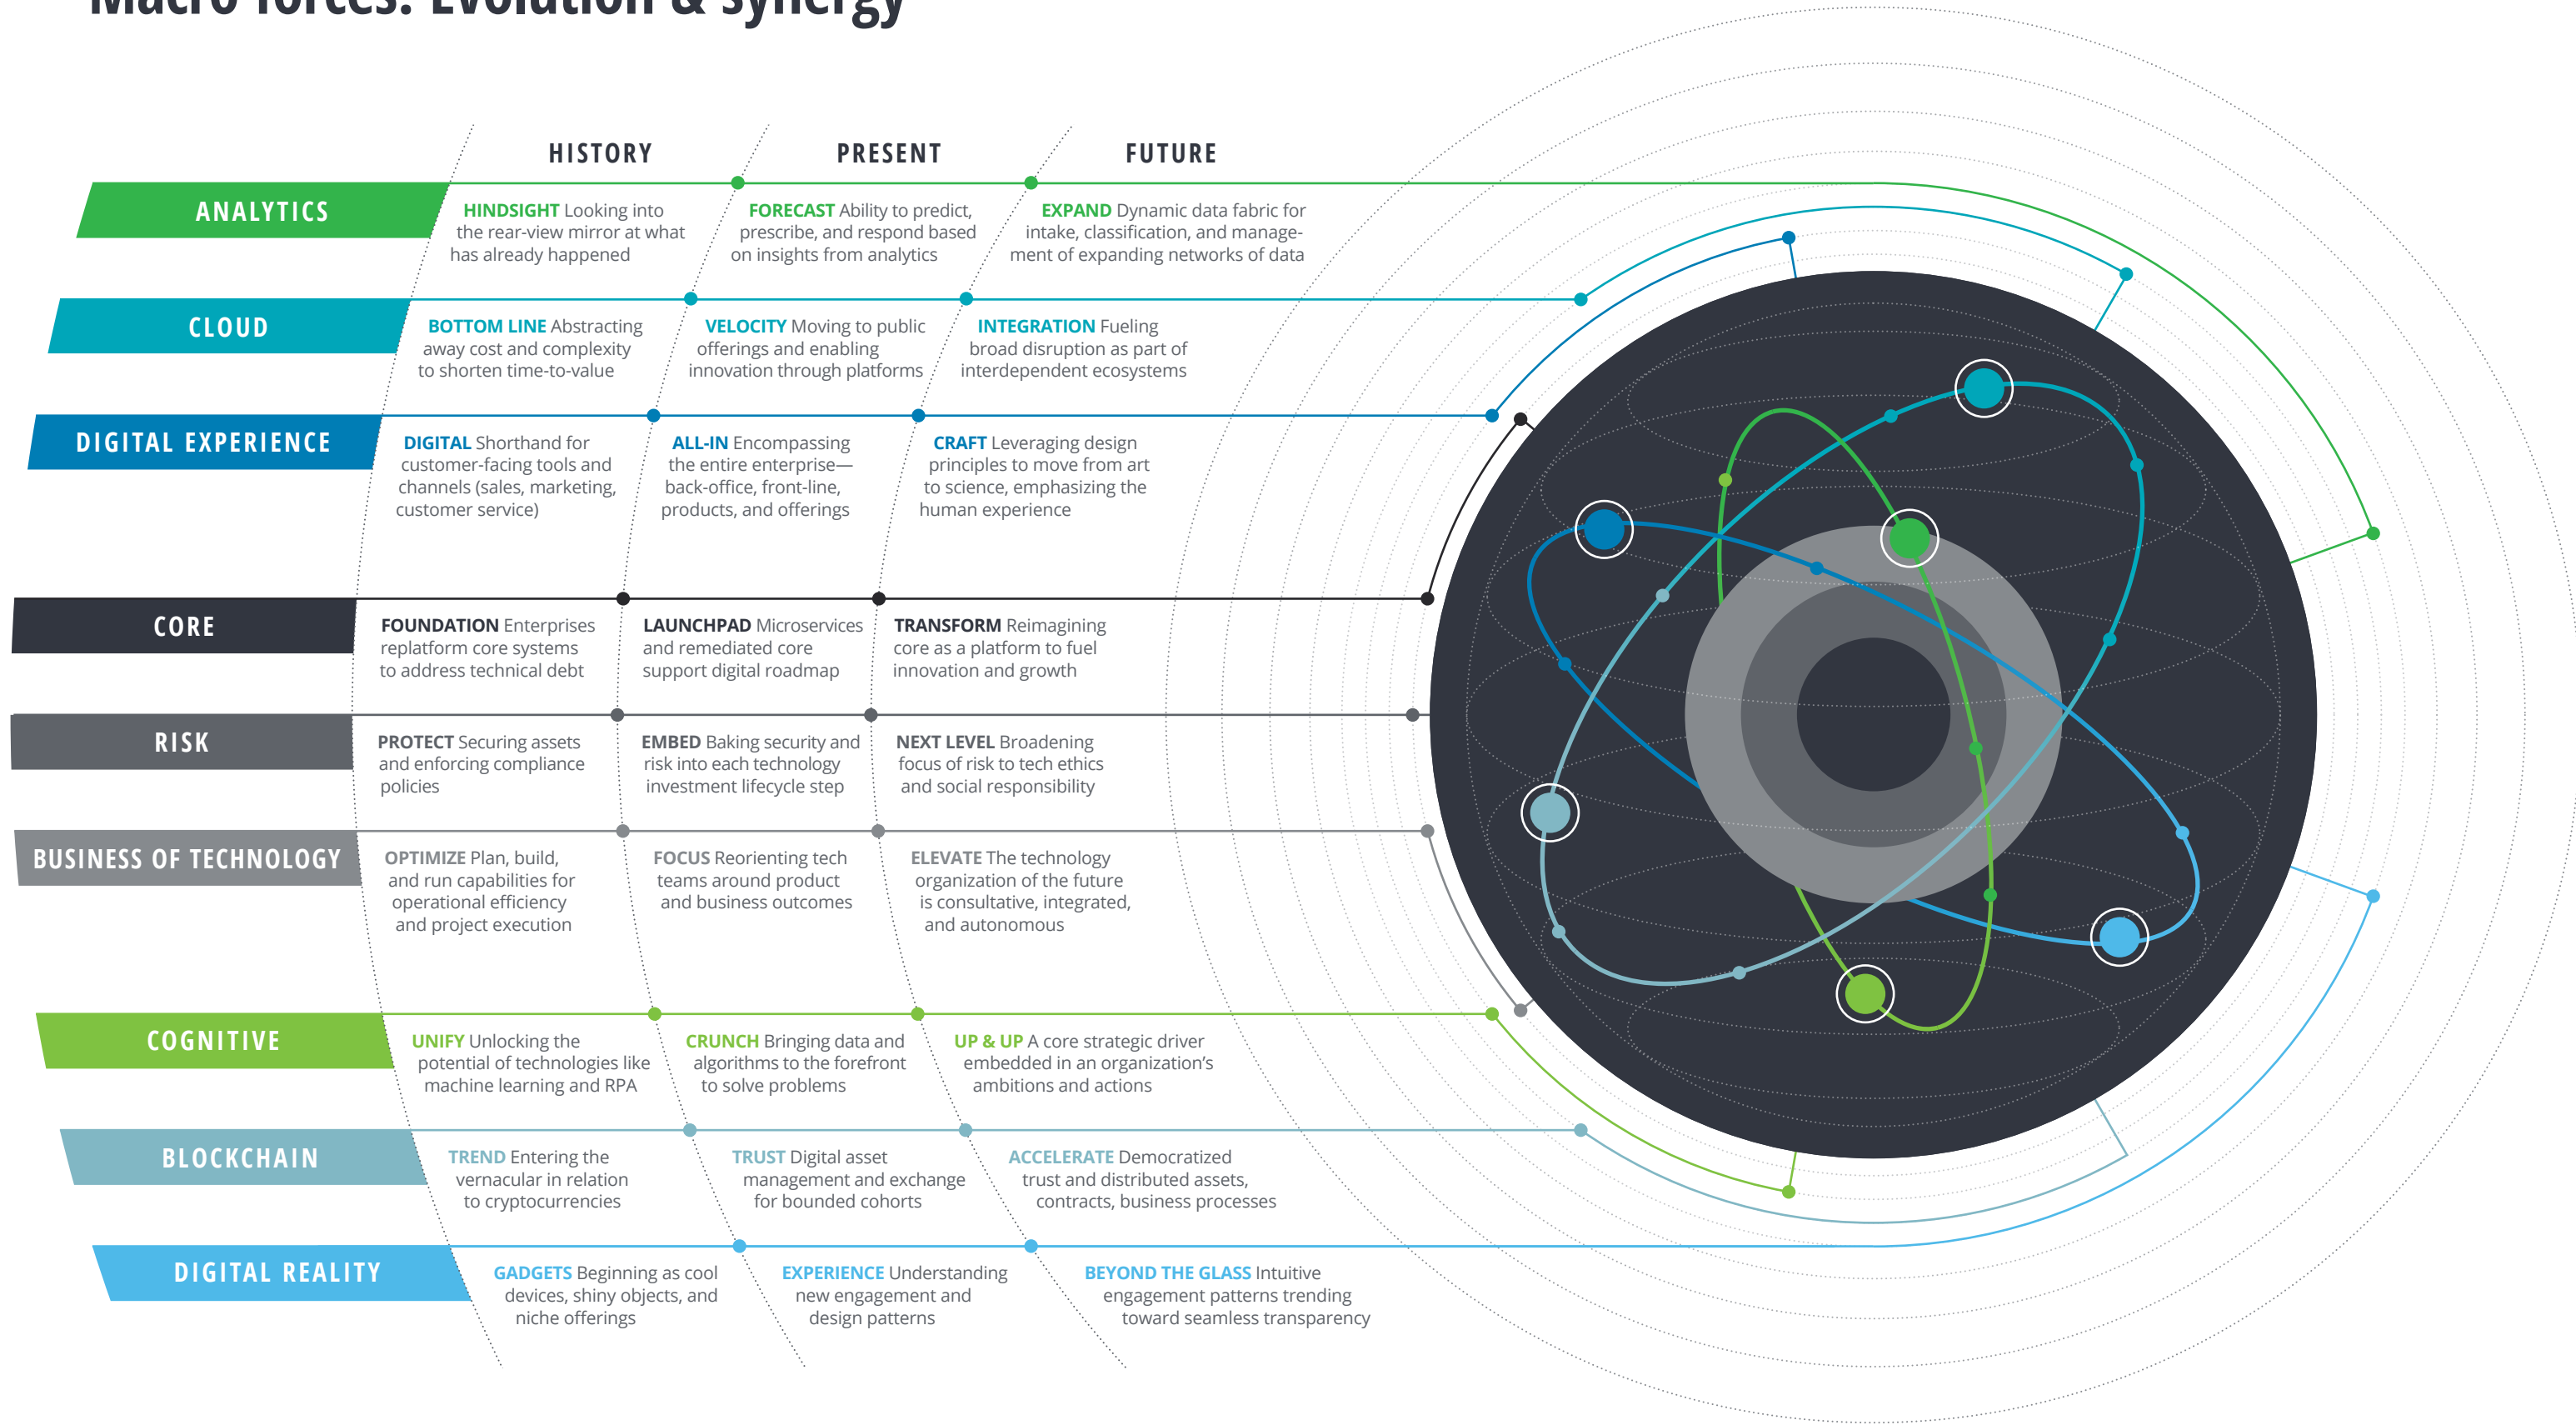 Macro forces: Evolution & synergy
HISTORY
PRESENT
FUTURE
ANALYTICS
HINDSIGHT Looking into
the rear-view mirror at what
has already happened
FORECAST Ability to predict,
prescribe, and respond based
on insights from analytics
EXPAND Dynamic data fabric for
intake, classification, and manage-
ment of expanding networks of data
CLOUD
BOTTOM LINE Abstracting
away cost and complexity
to shorten time-to-value
VELOCITY Moving to public
offerings and enabling
innovation through platforms
INTEGRATION Fueling
broad disruption as part of
interdependent ecosystems
DIGITAL EXPERIENCE
DIGITAL Shorthand for
customer-facing tools and
channels (sales, marketing,
customer service)
ALL-IN Encompassing
the entire enterprise—
back-office, front-line,
products, and offerings
CRAFT Leveraging design
principles to move from art
to science, emphasizing the
human experience
CORE
FOUNDATION Enterprises
replatform core systems
to address technical debt
LAUNCHPAD Microservices
and remediated core
support digital roadmap
TRANSFORM Reimagining
core as a platform to fuel
innovation and growth
RISK
PROTECT Securing assets
and enforcing compliance
policies
EMBED Baking security and
risk into each technology
investment lifecycle step
NEXT LEVEL Broadening
focus of risk to tech ethics
and social responsibility
BUSINESS OF TECHNOLOGY
OPTIMIZE Plan, build,
and run capabilities for
operational efficiency
and project execution
FOCUS Reorienting tech
teams around product
and business outcomes
ELEVATE The technology
organization of the future
is consultative, integrated,
and autonomous
COGNITIVE
UNIFY Unlocking the
potential of technologies like
machine learning and RPA
CRUNCH Bringing data and
algorithms to the forefront
to solve problems
UP & UP A core strategic driver
embedded in an organization's
ambitions and actions
BLOCKCHAIN
TREND Entering the
vernacular in relation
to cryptocurrencies
TRUST Digital asset
management and exchange
for bounded cohorts
ACCELERATE Democratized
trust and distributed assets,
contracts, business processes
DIGITAL REALITY
GADGETS Beginning as cool
devices, shiny objects, and
niche offerings
EXPERIENCE Understanding
new engagement and
design patterns
BEYOND THE GLASS Intuitive
engagement patterns trending
toward seamless transparency